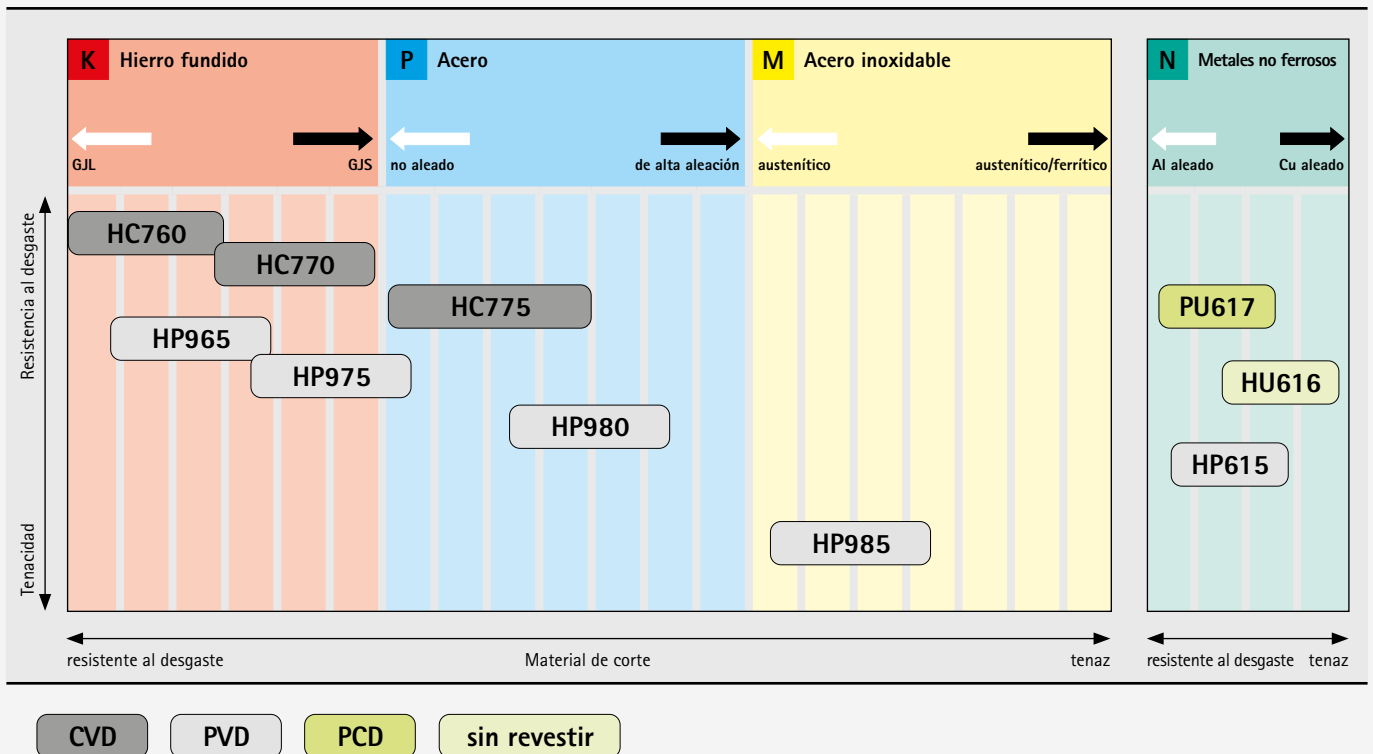 K Hierro fundido
P Acero
M Acero inoxidable
N Metales no ferrosos
GJL
GJS
no aleado
de alta aleación
austenítico
austenítico/ferrítico
Al aleado
Cu aleado
Resistencia al desgaste
Tenacidad
HC760
HC770
HC775
HP965
HP975
HP980
HP985
PU617
HU616
HP615
resistente al desgaste
Material de corte
tenaz
resistente al desgaste
tenaz
CVD
PVD
PCD
sin revestir